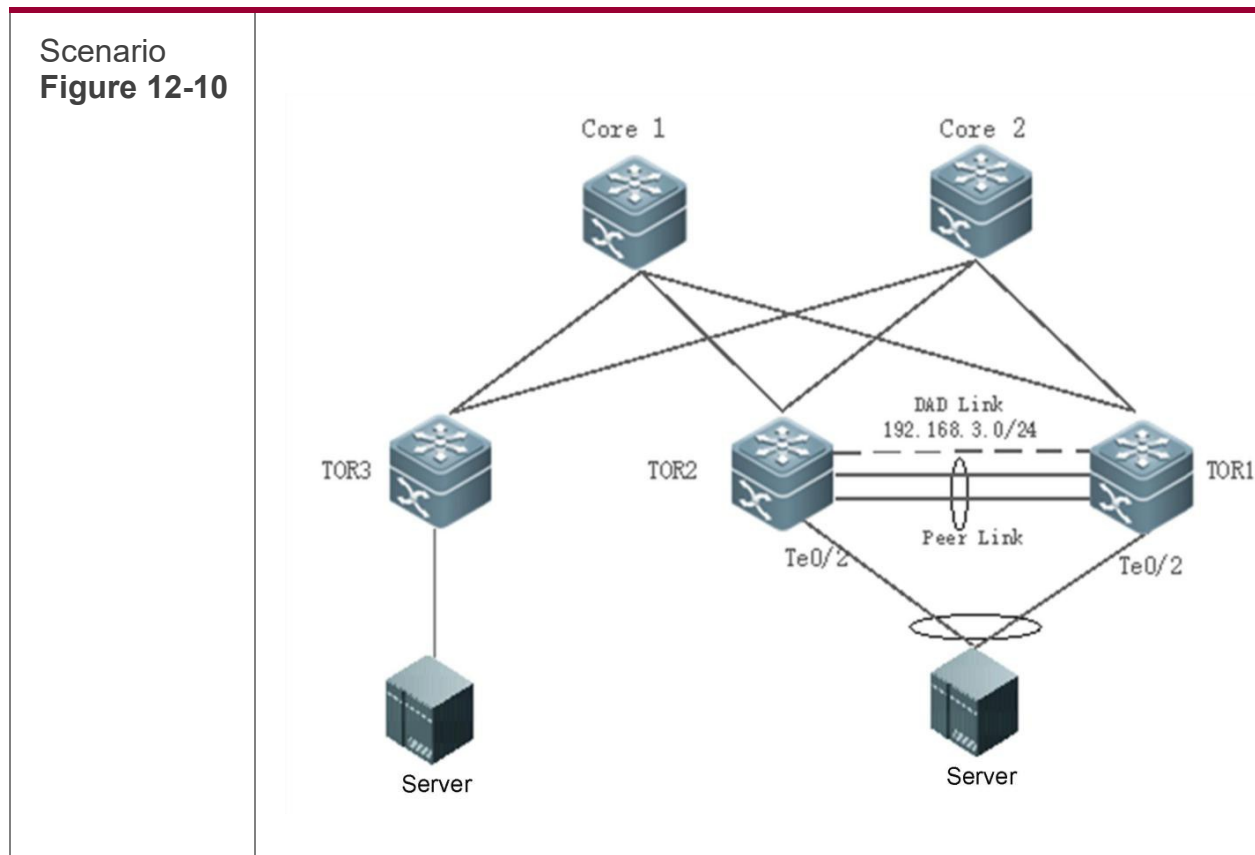 Scenario
Figure 12-10
Core 1
Core 2
DAD Link
192.168.3.0/24
TOR3
TOR2
TOR1
Peer Link
Te0/2
Te0/2
Server
Server